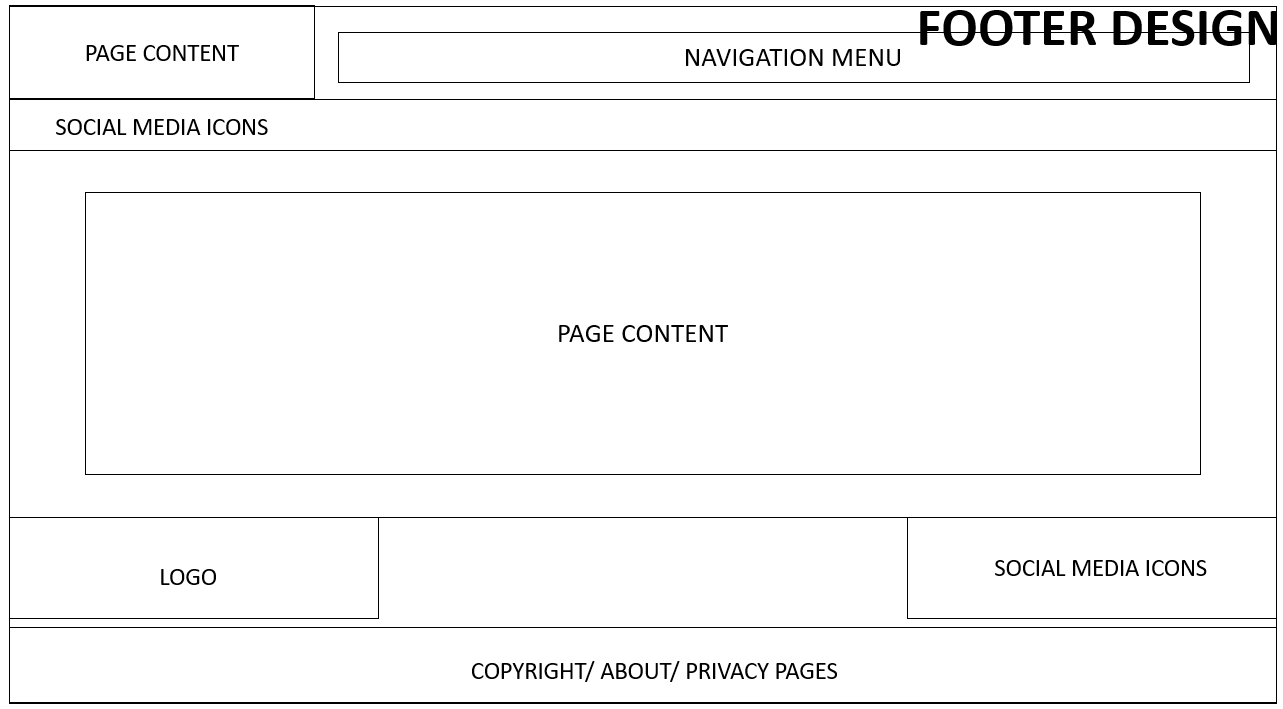 FOOTER DESIGN
PAGE CONTENT
NAVIGATION MENU
SOCIAL MEDIA ICONS
PAGE CONTENT
LOGO
SOCIAL MEDIA ICONS
COPYRIGHT/ ABOUT/ PRIVACY PAGES